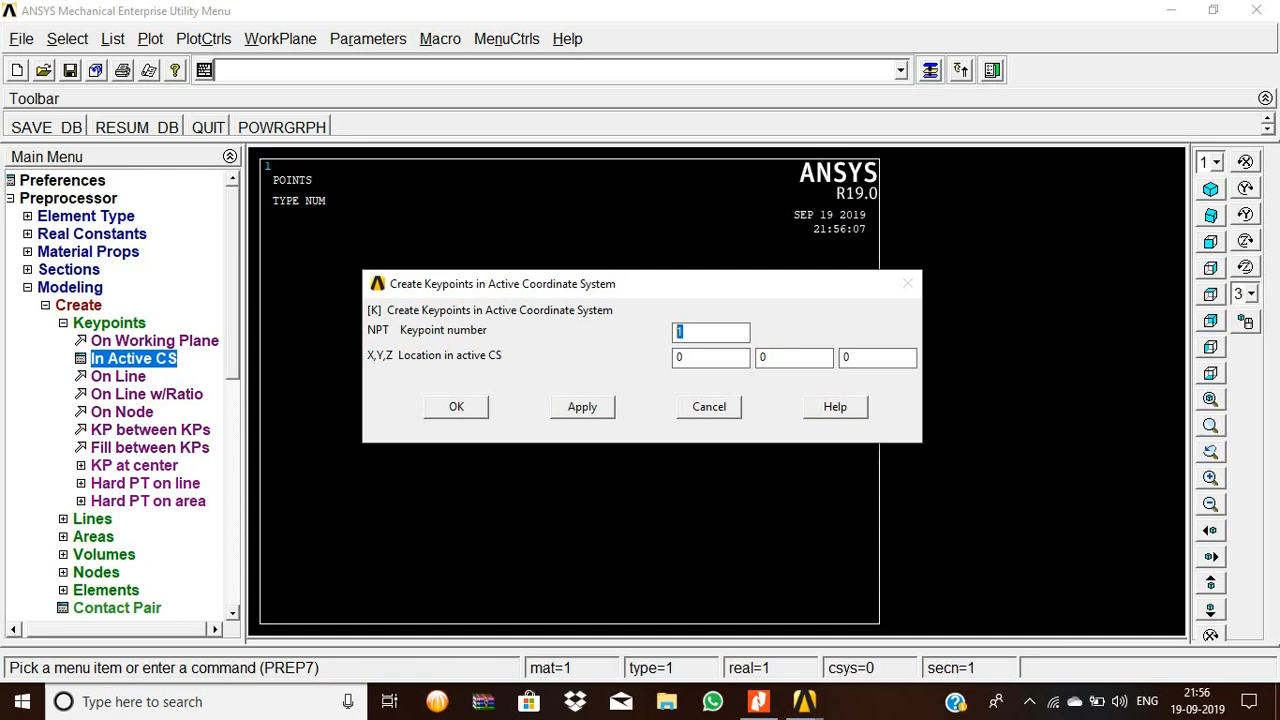 ANSYS Mechanical Enterprise Utility Menu
File Select List Plot PlotCtrls WorkPlane Parameters Macro MenuCtrls Help
Toolbar
SAVE_DB RESUM_DB QUIT POWRGRPH
Main Menu
Preferences
Preprocessor
Element Type
Real Constants
Material Props
Sections
Modeling
Create
Keypoints
On Working Plane
In Active CS
On Line
On Line w/Ratio
On Node
KP between KPs
Fill between KPs
KP at center
Hard PT on line
Hard PT on area
Lines
Areas
Volumes
Nodes
Elements
Contact Pair
1
POINTS
TYPE NUM
ANSYS
R19.0
SEP 19 2019
21:56:07
Create Keypoints in Active Coordinate System
[K] Create Keypoints in Active Coordinate System
NPT Keypoint number 1
X,Y,Z Location in active CS 0 0 0
OK Apply Cancel Help
1
3
Pick a menu item or enter a command (PREP7) mat=1 type=1 real=1 csys=0 secn=1
Type here to search
ENG
21:56
19-09-2019